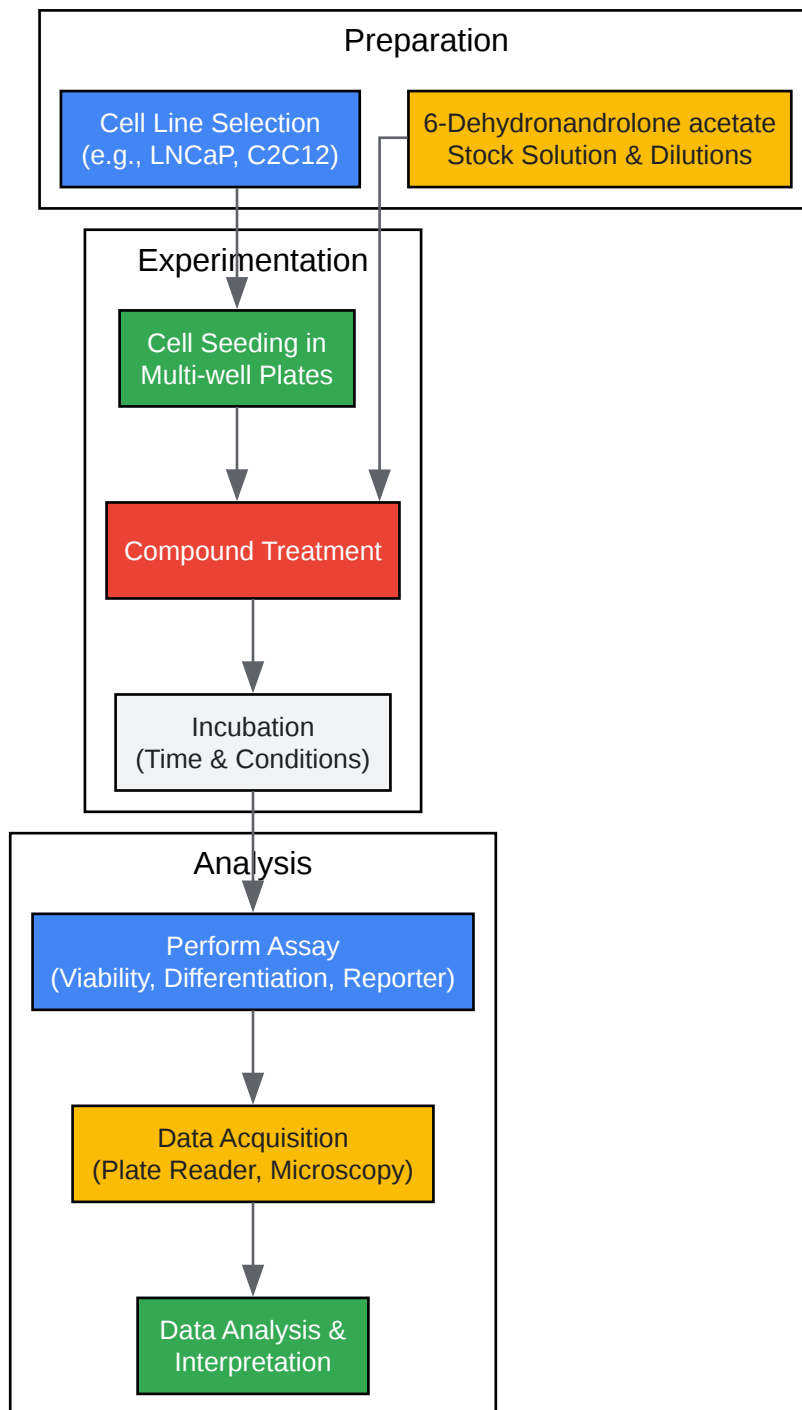 Preparation
Cell Line Selection
(e.g., LNCaP, C2C12)
6-Dehydronandrolone acetate
Stock Solution & Dilutions
Experimentation
Cell Seeding in
Multi-well Plates
Compound Treatment
Incubation
(Time & Conditions)
Analysis
Perform Assay
(Viability, Differentiation, Reporter)
Data Acquisition
(Plate Reader, Microscopy)
Data Analysis &
Interpretation